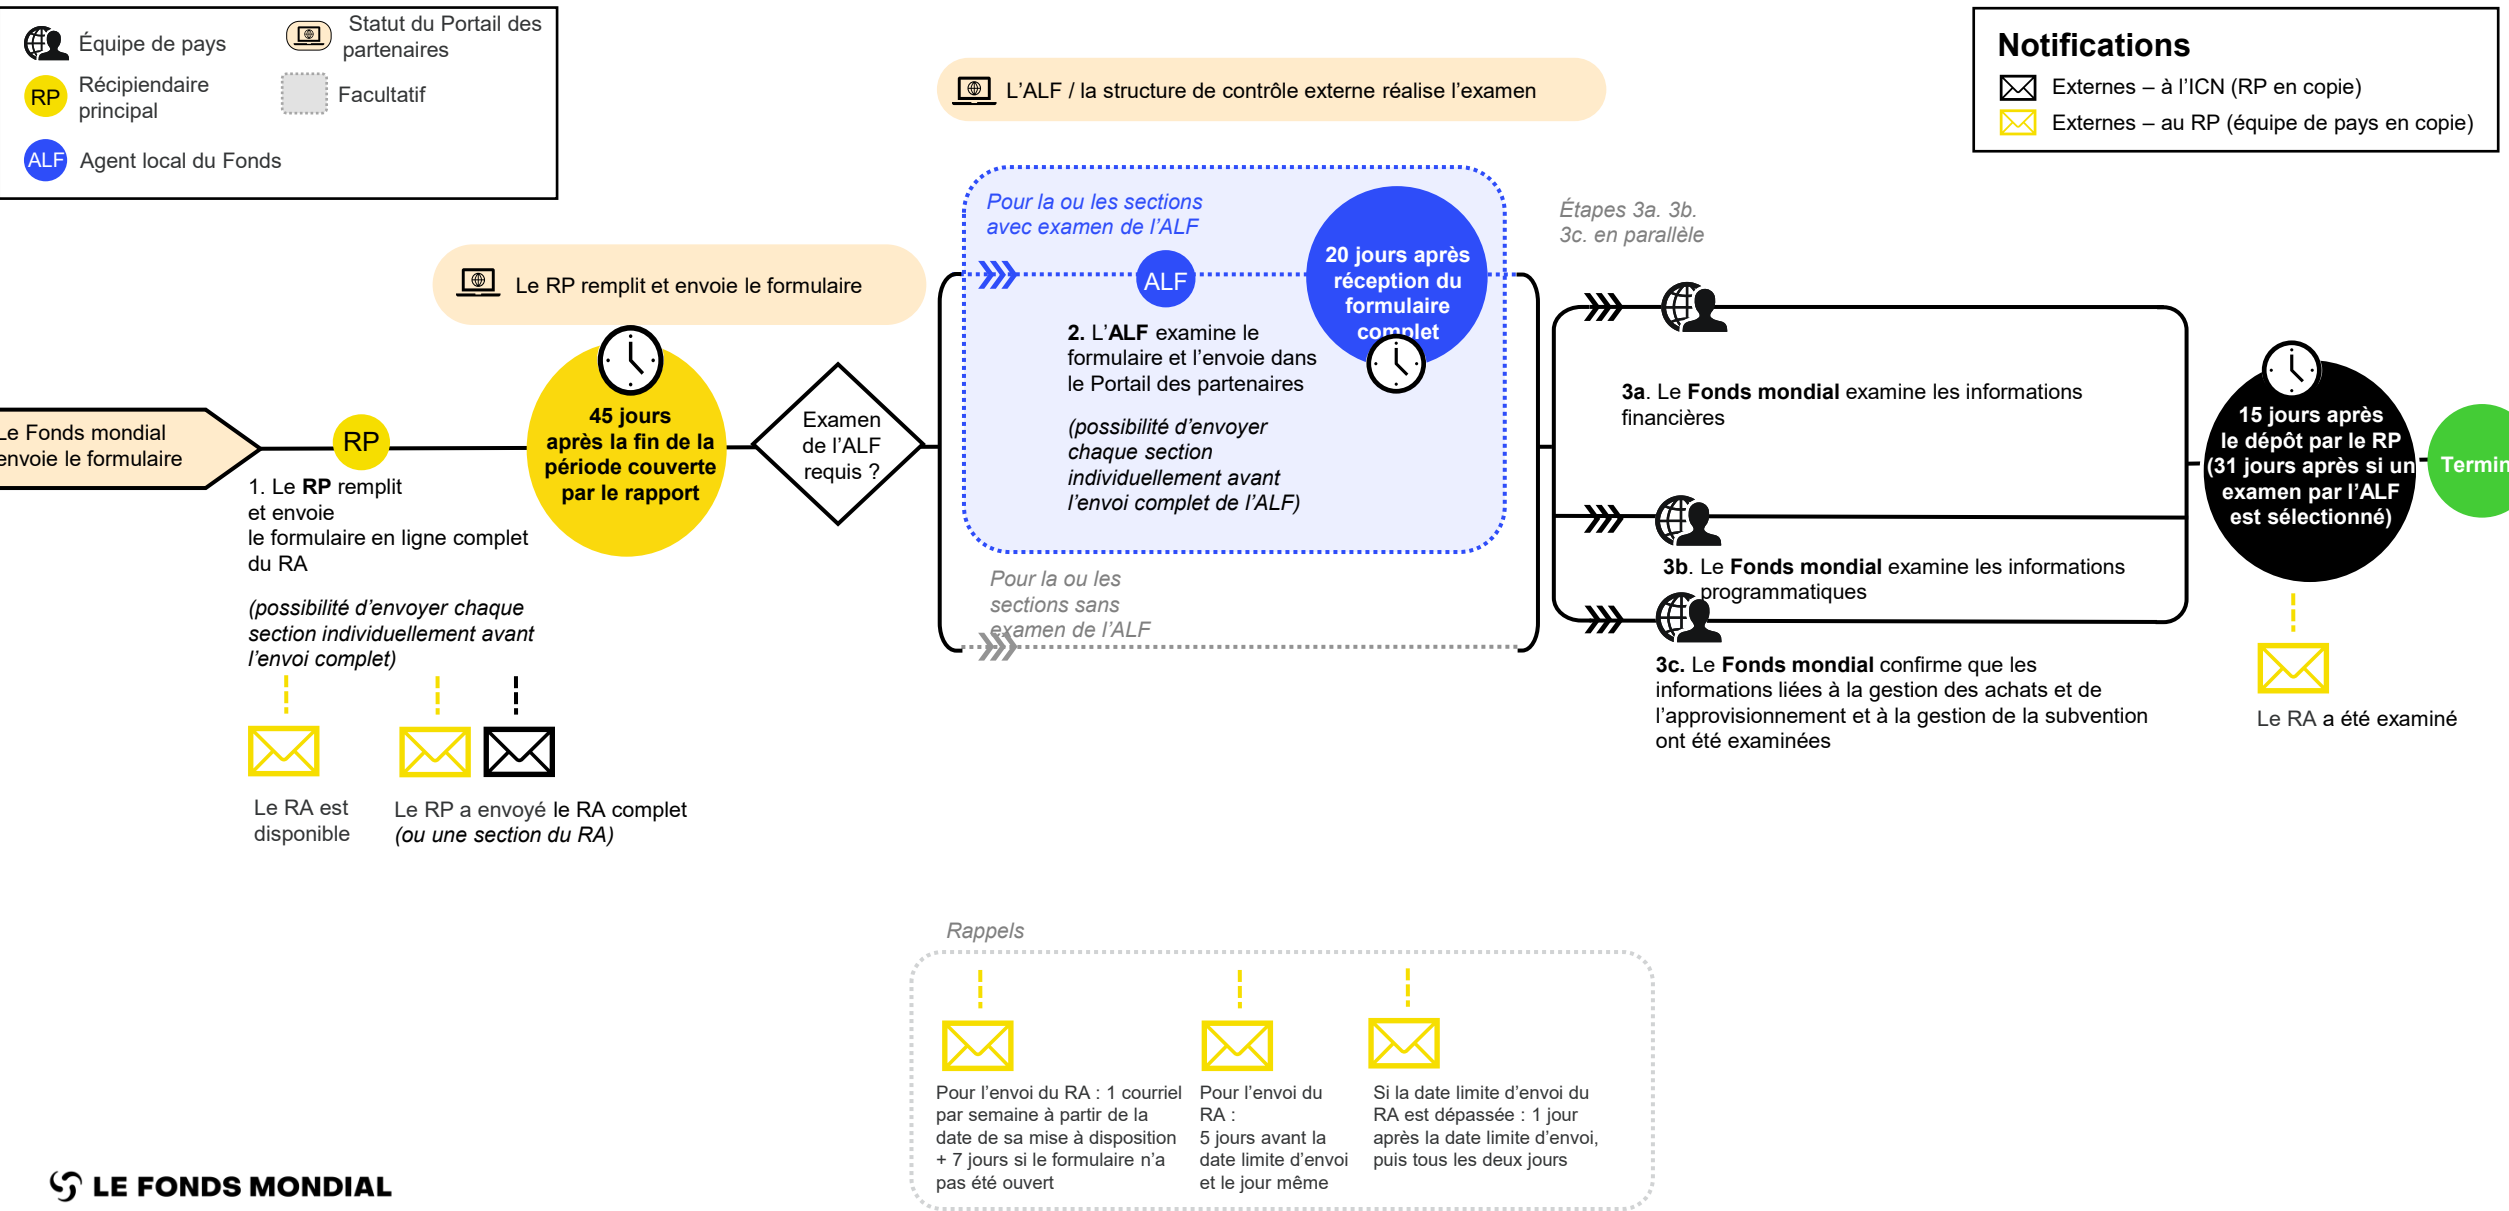 Équipe de pays
Statut du Portail des
partenaires
RP
Récipiendaire
principal
Facultatif
ALF
Agent local du Fonds
Notifications
Externes – à l'ICN (RP en copie)
Externes – au RP (équipe de pays en copie)
L'ALF / la structure de contrôle externe réalise l'examen
Le RP remplit et envoie le formulaire
Le Fonds mondial
envoie le formulaire
RP
1. Le RP remplit
et envoie
le formulaire en ligne complet
du RA
(possibilité d'envoyer chaque
section individuellement avant
l'envoi complet)
45 jours
après la fin de la
période couverte
par le rapport
Examen
de l'ALF
requis ?
Pour la ou les sections
avec examen de l'ALF
ALF
20 jours après
réception du
formulaire
complet
2. L'ALF examine le
formulaire et l'envoie dans
le Portail des partenaires
(possibilité d'envoyer
chaque section
individuellement avant
l'envoi complet de l'ALF)
Pour la ou les
sections sans
examen de l'ALF
Étapes 3a. 3b.
3c. en parallèle
3a. Le Fonds mondial examine les informations
financières
3b. Le Fonds mondial examine les informations
programmatiques
3c. Le Fonds mondial confirme que les
informations liées à la gestion des achats et de
l'approvisionnement et à la gestion de la subvention
ont été examinées
15 jours après
le dépôt par le RP
(31 jours après si un
examen par l'ALF
est sélectionné)
Termin
Le RA a été examiné
Le RA est
disponible
Le RP a envoyé le RA complet
(ou une section du RA)
Rappels
Pour l'envoi du RA : 1 courriel
par semaine à partir de la
date de sa mise à disposition
+ 7 jours si le formulaire n'a
pas été ouvert
Pour l'envoi du
RA :
5 jours avant la
date limite d'envoi
et le jour même
Si la date limite d'envoi du
RA est dépassée : 1 jour
après la date limite d'envoi,
puis tous les deux jours
LE FONDS MONDIAL